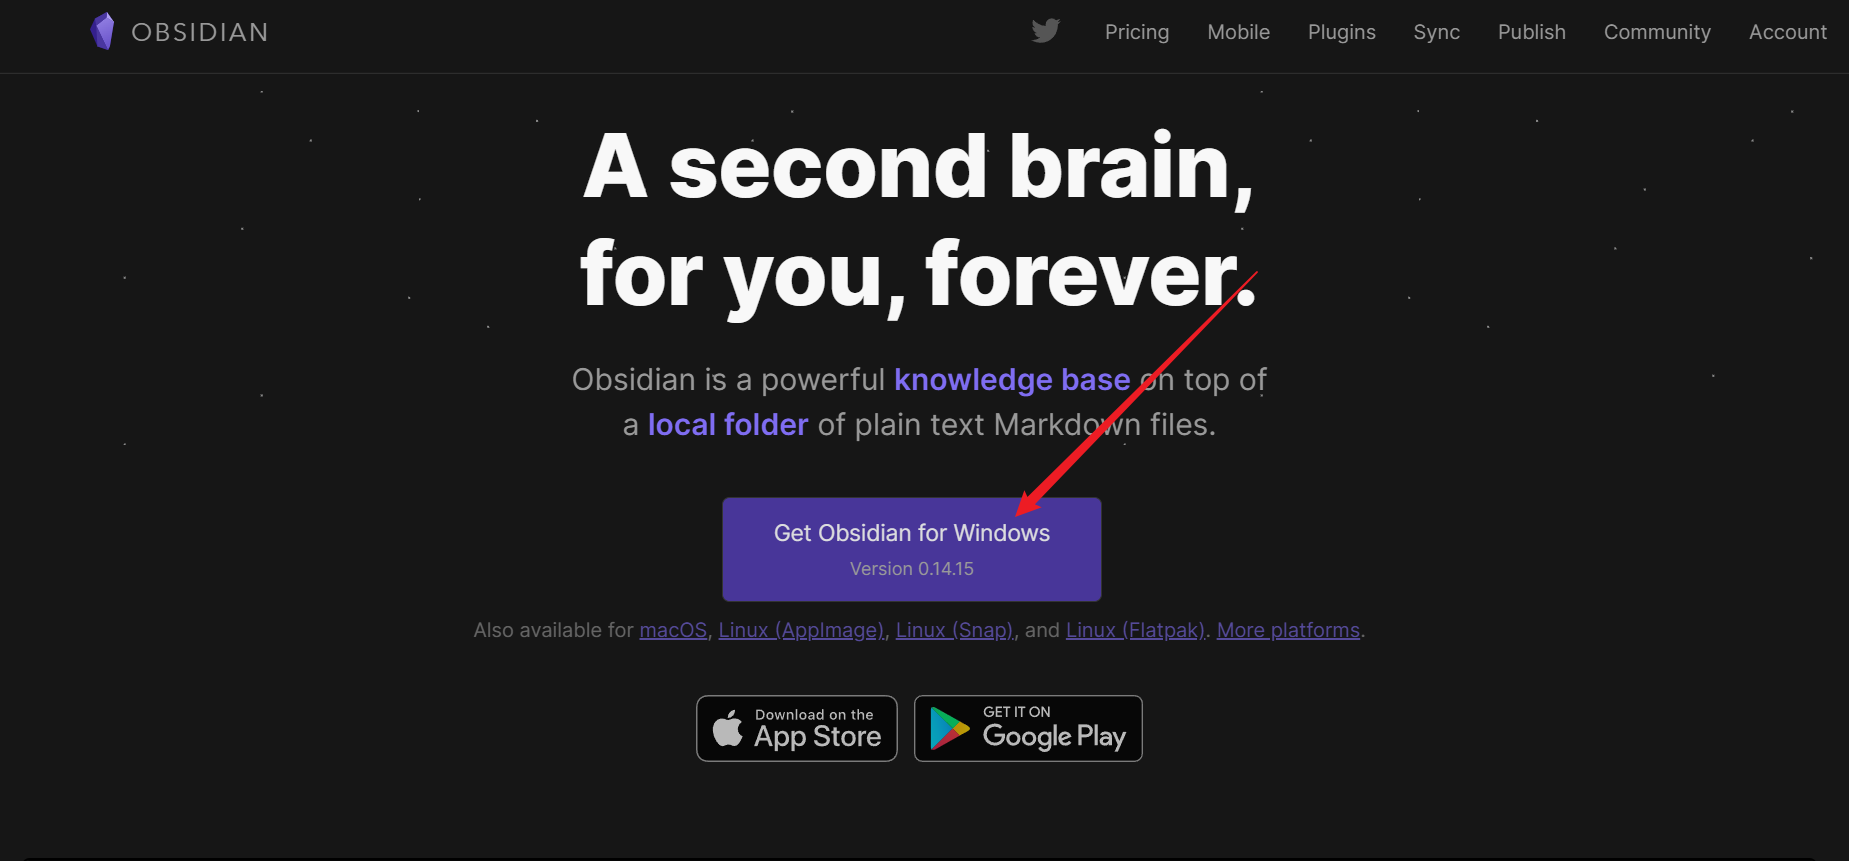 OBSIDIAN
Pricing Mobile Plugins Sync Publish Community Account
A second brain,
for you, forever.
Obsidian is a powerful knowledge base on top of
a local folder of plain text Markdown files.
Get Obsidian for Windows
Version 0.14.15
Also available for macOS, Linux (AppImage), Linux (Snap), and Linux (Flatpak). More platforms.
Download on the
App Store
GET IT ON
Google Play